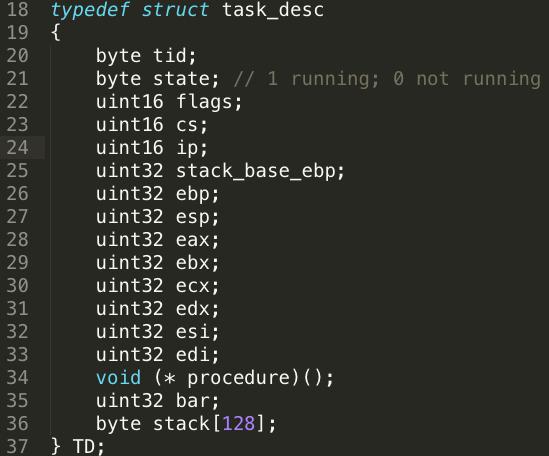 18 typedef struct task_desc
19 {
20     byte tid;
21     byte state; // 1 running; 0 not running
22     uint16 flags;
23     uint16 cs;
24     uint16 ip;
25     uint32 stack_base_ebp;
26     uint32 ebp;
27     uint32 esp;
28     uint32 eax;
29     uint32 ebx;
30     uint32 ecx;
31     uint32 edx;
32     uint32 esi;
33     uint32 edi;
34     void (* procedure)();
35     uint32 bar;
36     byte stack[128];
37 } TD;